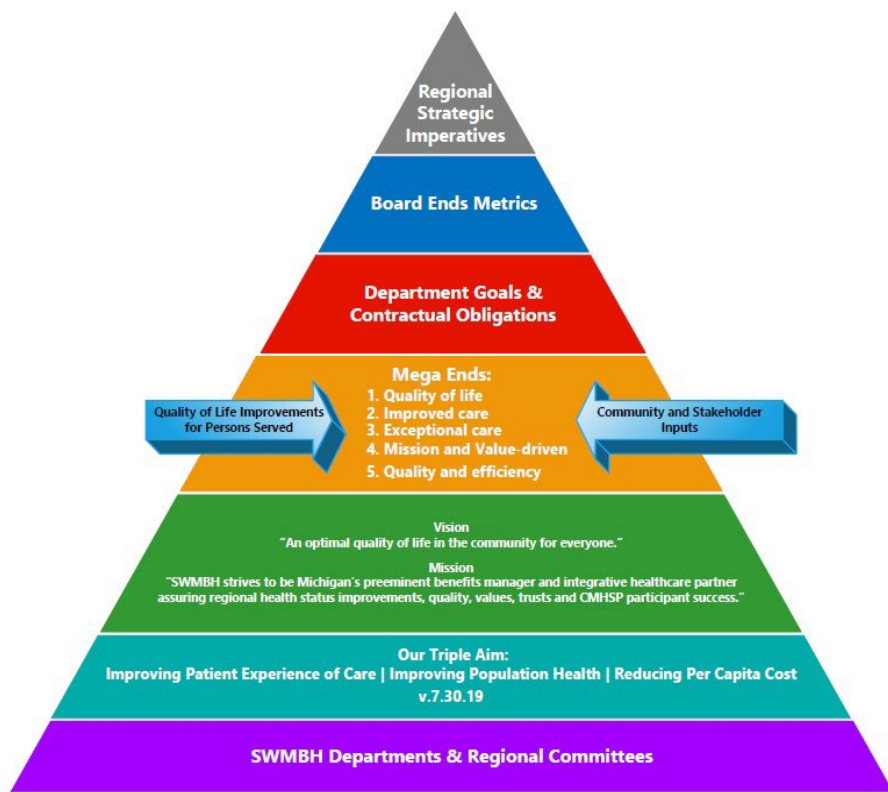 Regional
Strategic
Imperatives
Board Ends Metrics
Department Goals &
Contractual Obligations
Mega Ends:
1. Quality of life
2. Improved care
3. Exceptional care
4. Mission and Value-driven
5. Quality and efficiency
Quality of Life Improvements
for Persons Served
Community and Stakeholder
Inputs
Vision
“An optimal quality of life in the community for everyone.”
Mission
“SWMBH strives to be Michigan’s preeminent benefits manager and integrative healthcare partner
assuring regional health status improvements, quality, values, trusts and CMHSP participant success.”
Our Triple Aim:
Improving Patient Experience of Care | Improving Population Health | Reducing Per Capita Cost
v.7.30.19
SWMBH Departments & Regional Committees